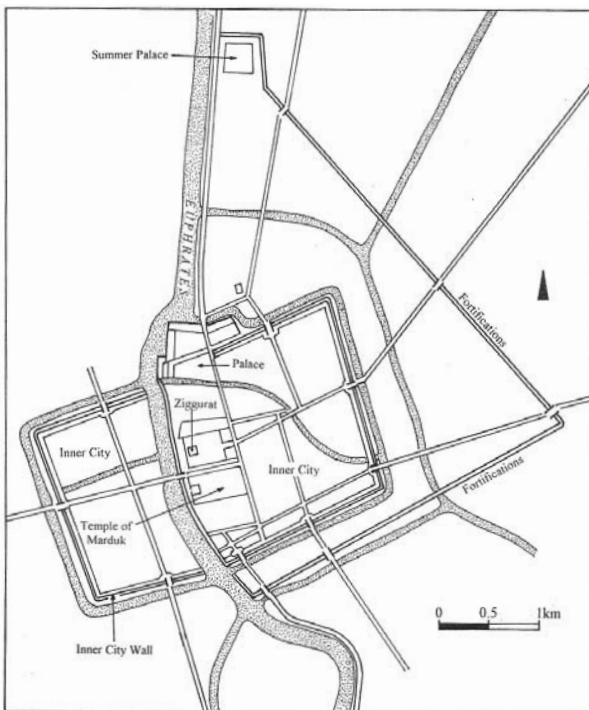 Summer Palace
EUPHRATES
Fortifications
Palace
Ziggurat
Inner City
Inner City
Fortifications
Temple of
Marduk
0 0.5 1km
Inner City Wall